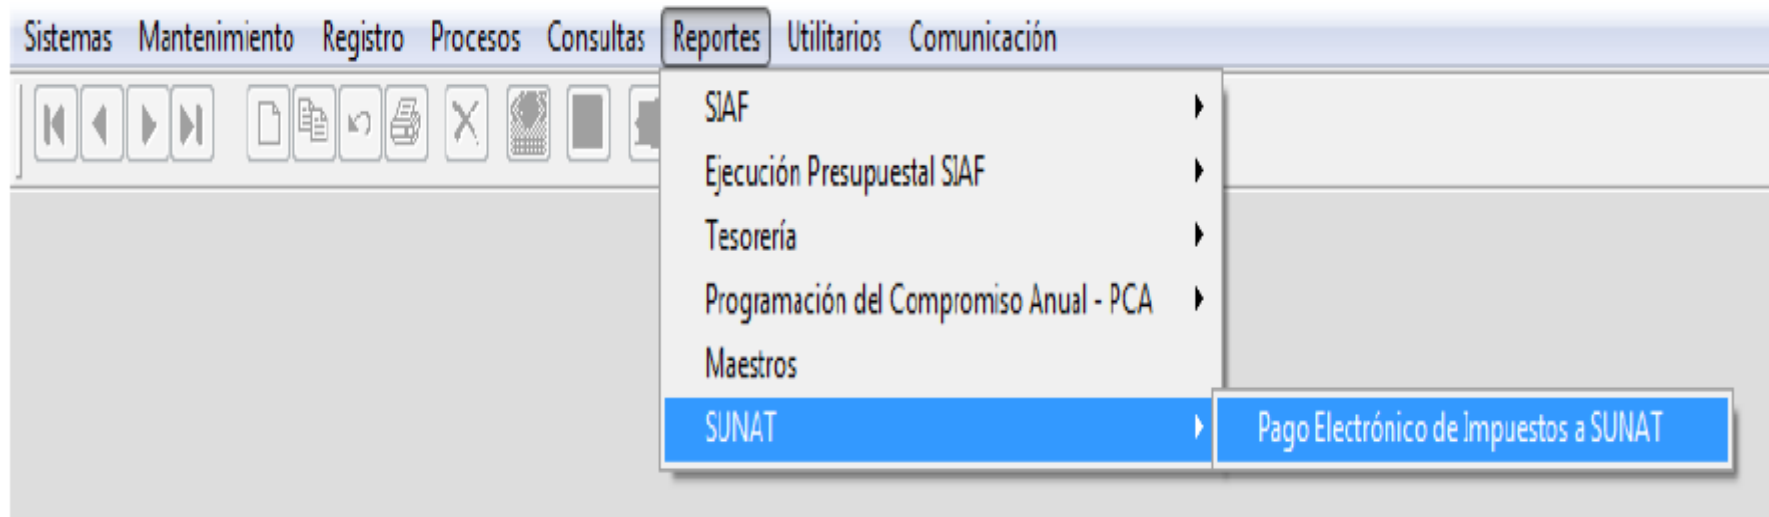 Sistemas Mantenimiento Registro Procesos Consultas Reportes Utilitarios Comunicación
SIAF
Ejecución Presupuestal SIAF
Tesorería
Programación del Compromiso Anual - PCA
Maestros
SUNAT
Pago Electrónico de Impuestos a SUNAT